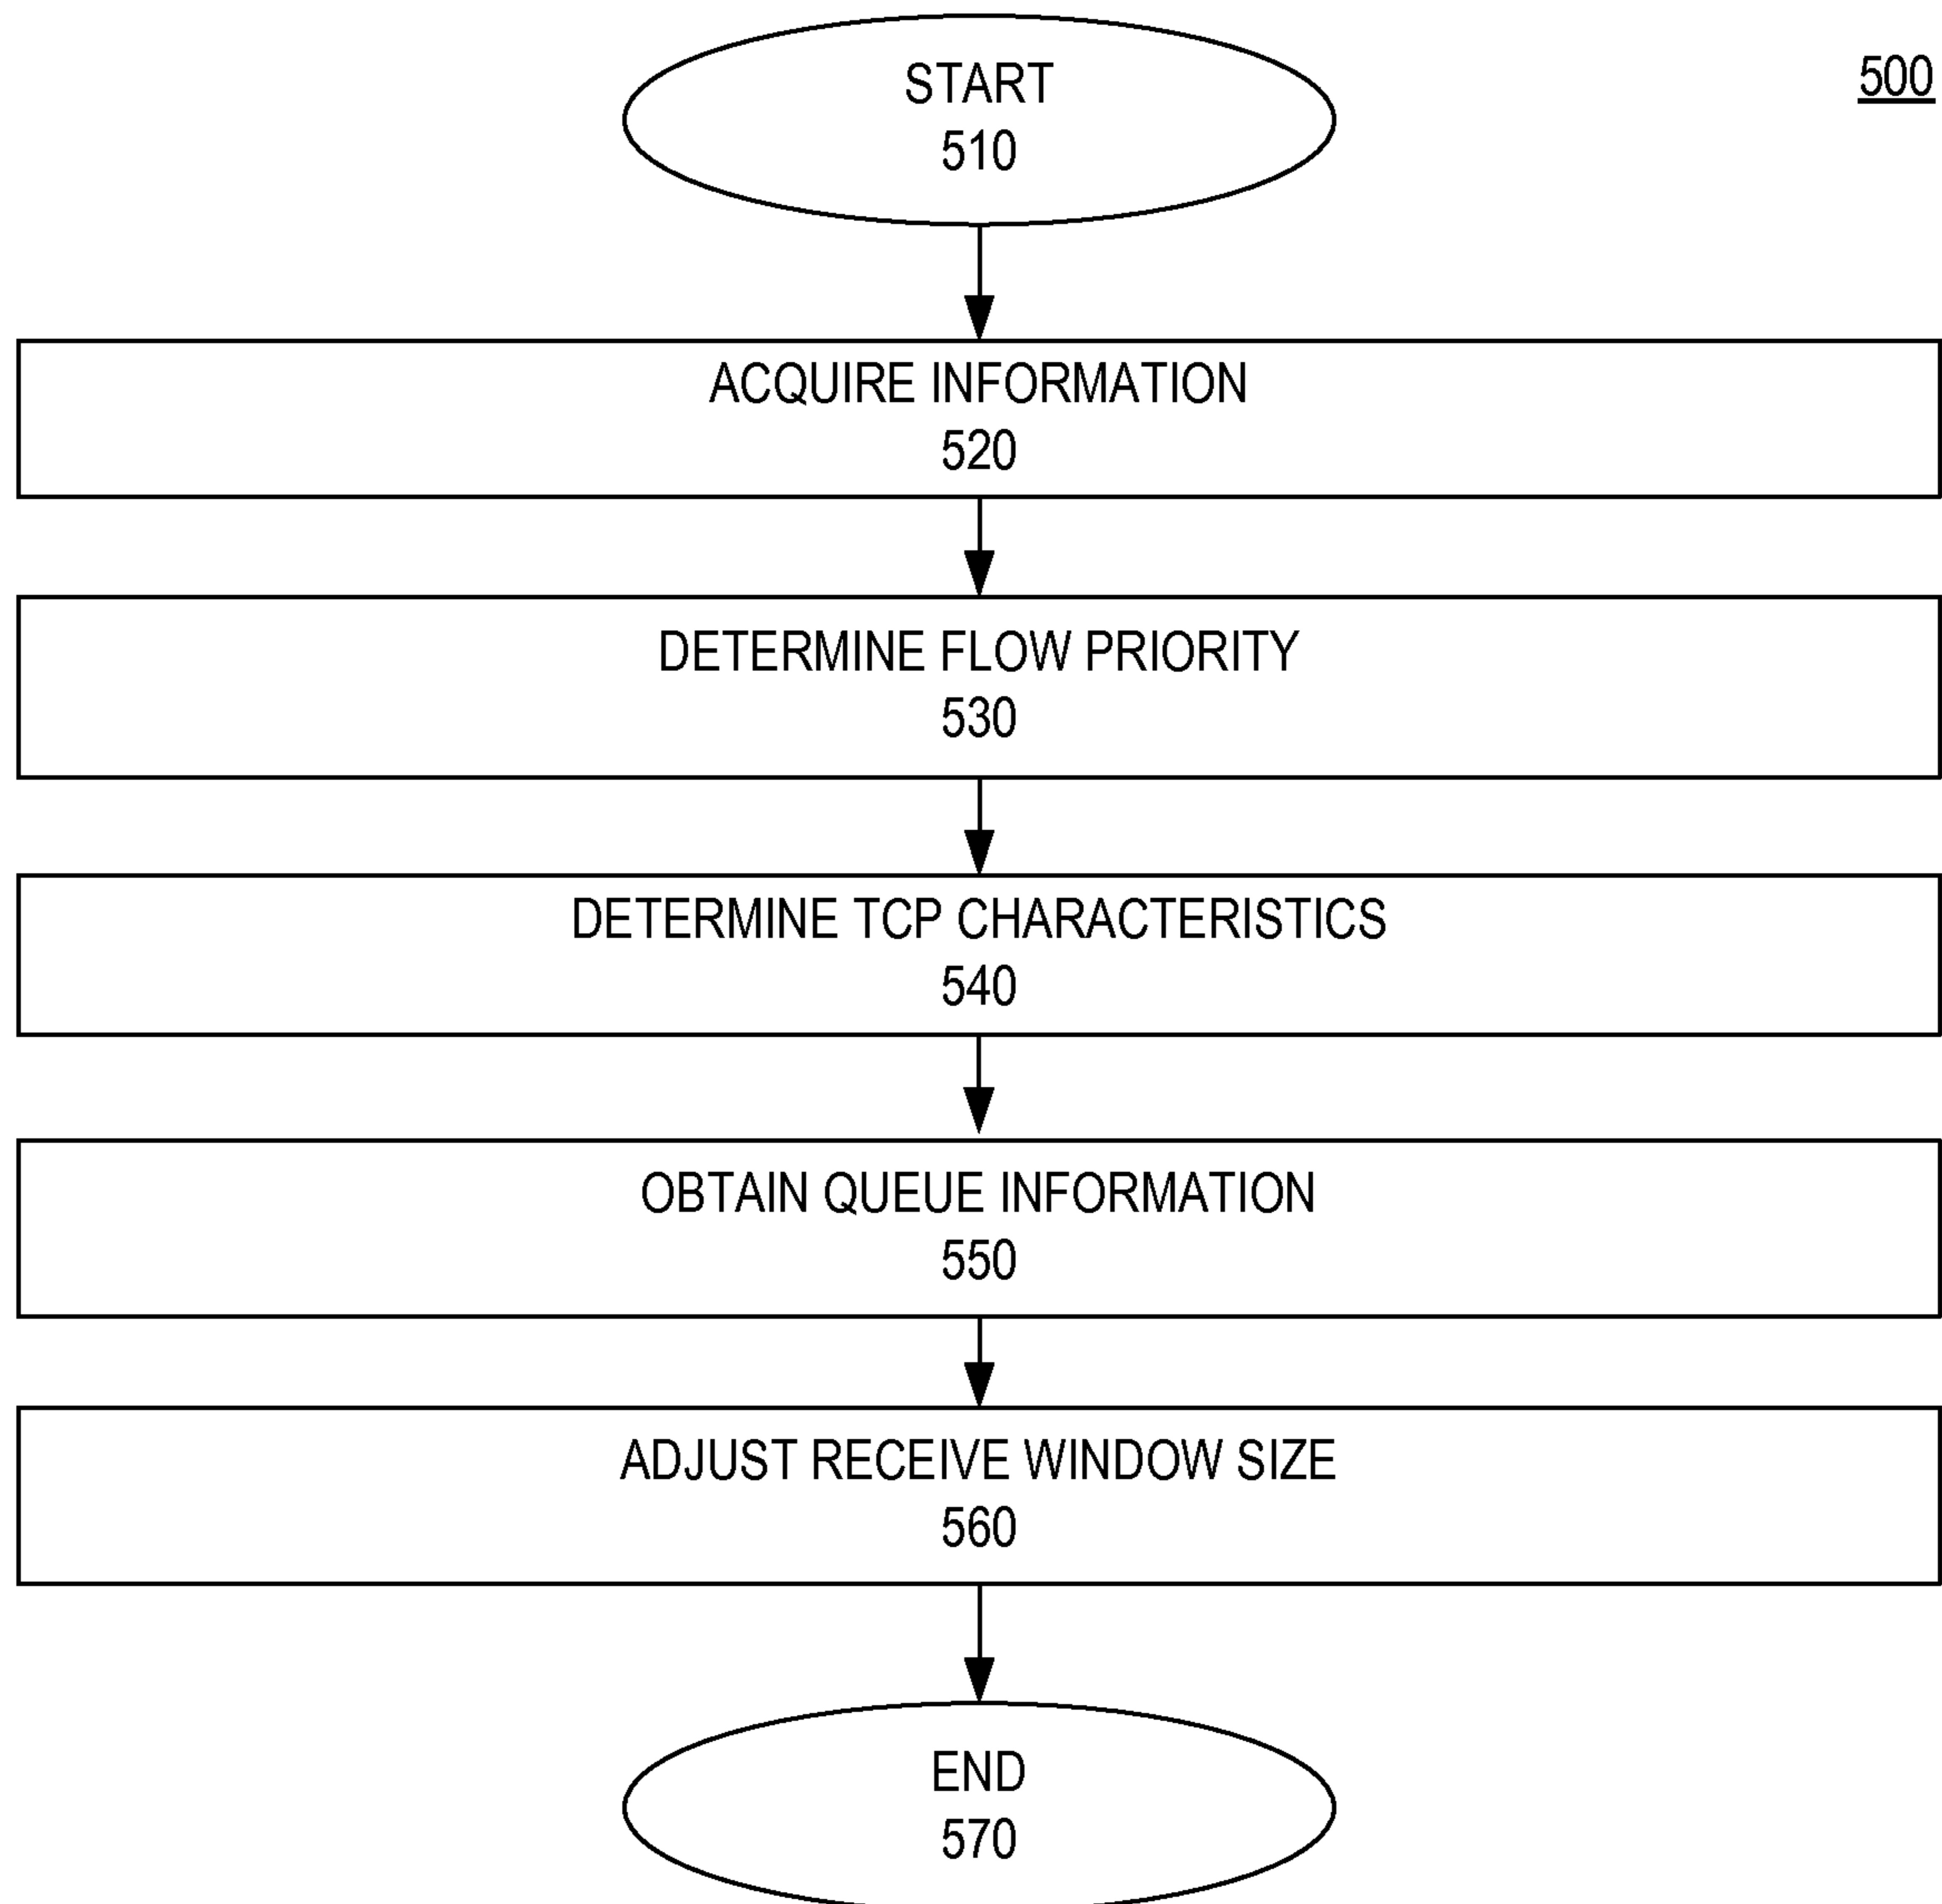 START
510
500
ACQUIRE INFORMATION
520
DETERMINE FLOW PRIORITY
530
DETERMINE TCP CHARACTERISTICS
540
OBTAIN QUEUE INFORMATION
550
ADJUST RECEIVE WINDOW SIZE
560
END
570